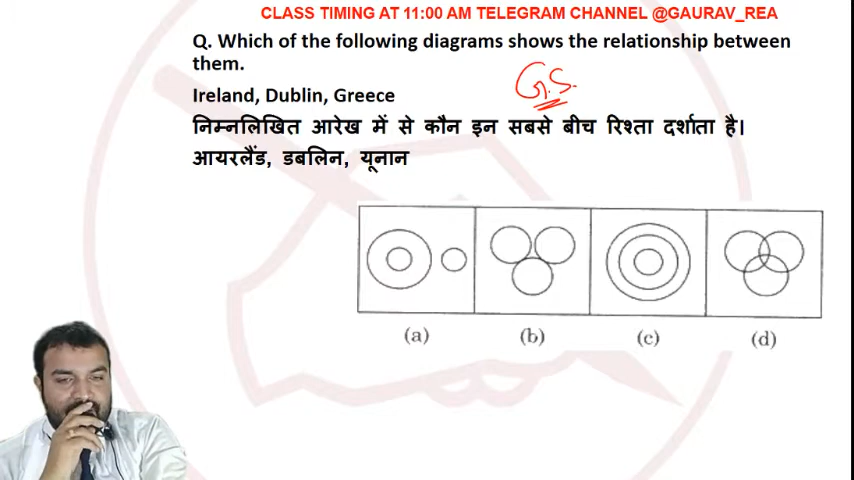 CLASS TIMING AT 11:00 AM TELEGRAM CHANNEL @GAURAV_REA
Q. Which of the following diagrams shows the relationship between
them.
G.S.
Ireland, Dublin, Greece
निम्नलिखित आरेख में से कौन इन सबसे बीच रिश्ता दर्शाता है।
आयरलैंड, डबलिन, यूनान
(a) (b) (c) (d)